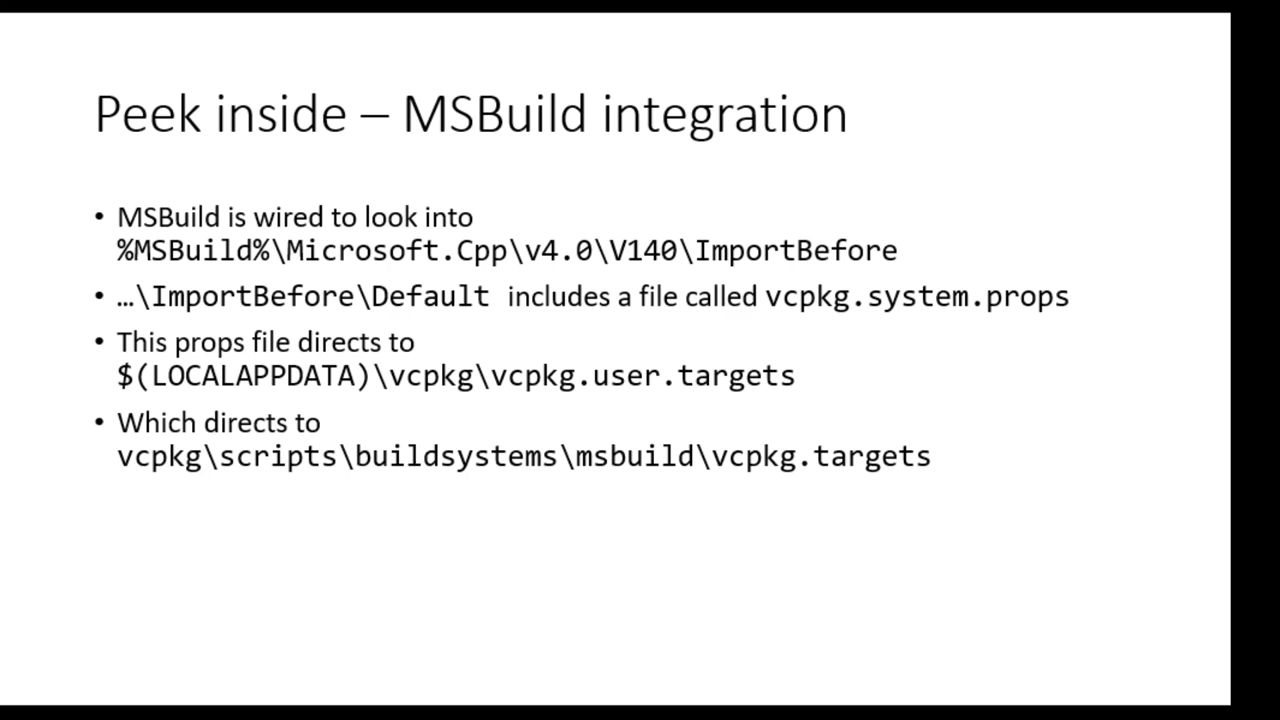 Peek inside – MSBuild integration
• MSBuild is wired to look into
%MSBuild%\Microsoft.Cpp\v4.0\V140\ImportBefore
• …\ImportBefore\Default includes a file called vcpkg.system.props
• This props file directs to
$(LOCALAPPDATA)\vcpkg\vcpkg.user.targets
• Which directs to
vcpkg\scripts\buildsystems\msbuild\vcpkg.targets